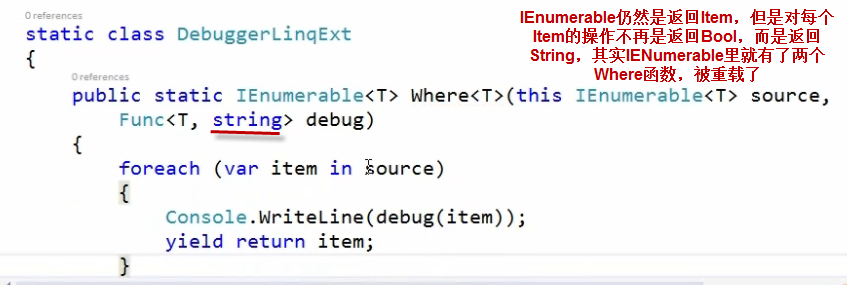 0 references
static class DebuggerLinqExt
{
0 references
public static IEnumerable<T> Where<T>(this IEnumerable<T> source,
Func<T, string> debug)
{
foreach (var item in source)
{
Console.WriteLine(debug(item));
yield return item;
}
IEnumerable仍然是返回Item，但是对每个
Item的操作不再是返回Bool，而是返回
String，其实IENumerable里就有了两个
Where函数，被重载了